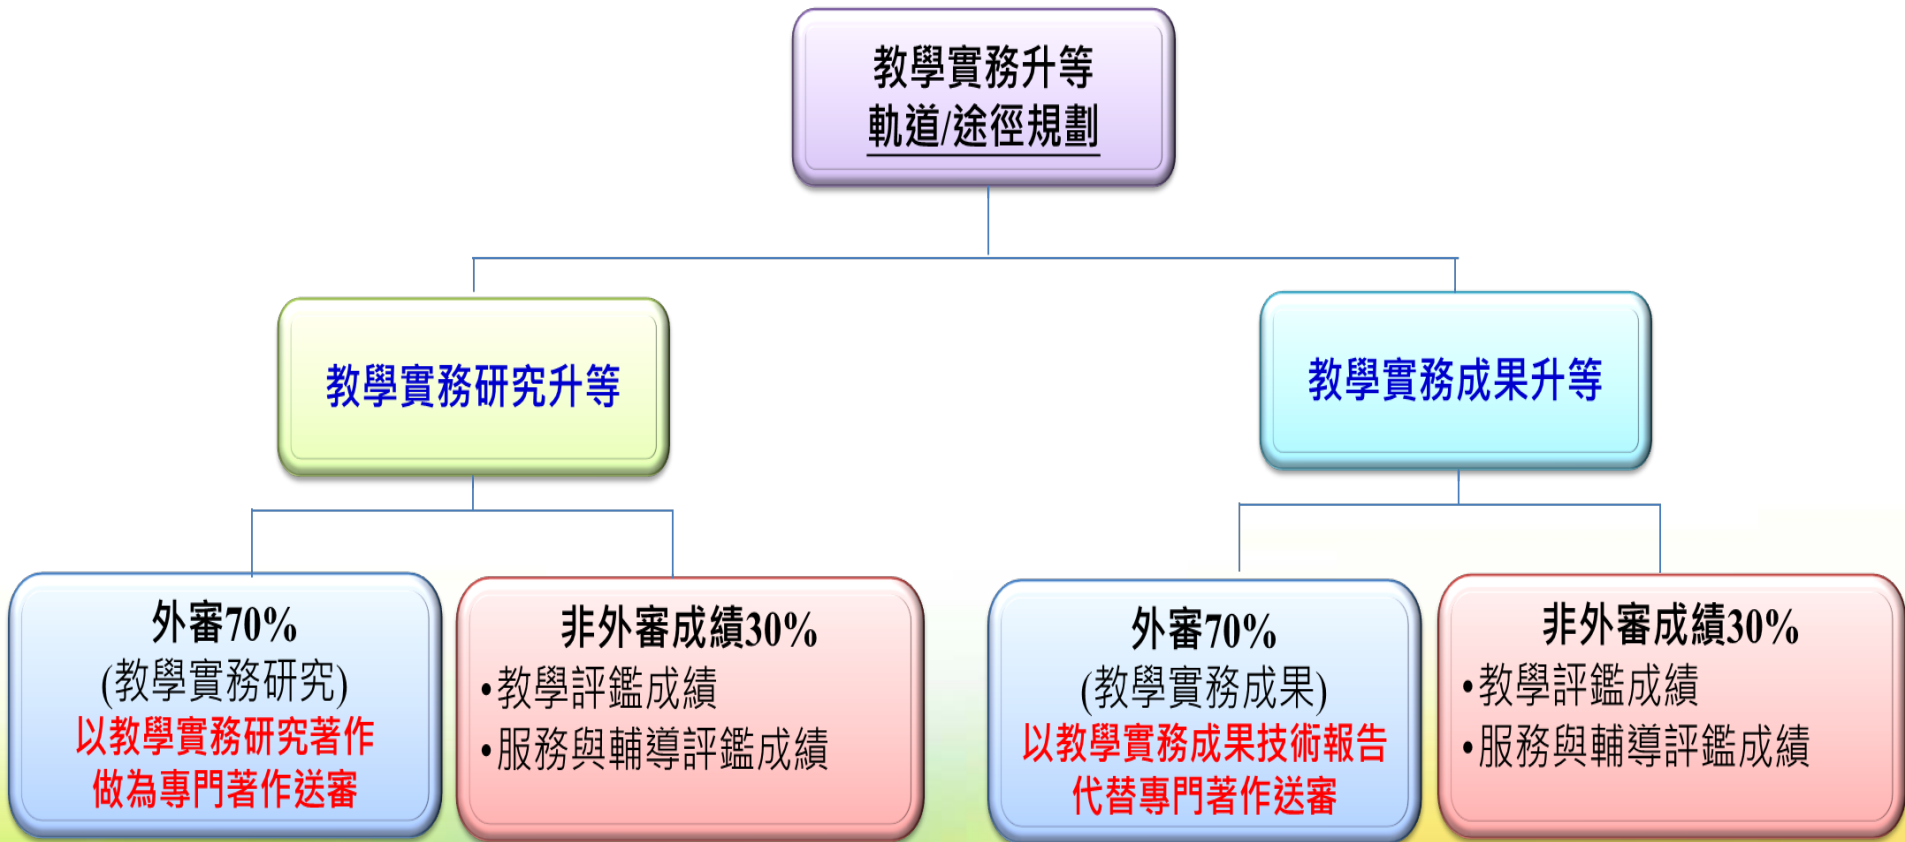 教學實務升等
軌道/途徑規劃
教學實務研究升等
教學實務成果升等
外審70%
(教學實務研究)
以教學實務研究著作
做為專門著作送審
非外審成績30%
•教學評鑑成績
•服務與輔導評鑑成績
外審70%
(教學實務成果)
以教學實務成果技術報告
代替專門著作送審
非外審成績30%
•教學評鑑成績
•服務與輔導評鑑成績